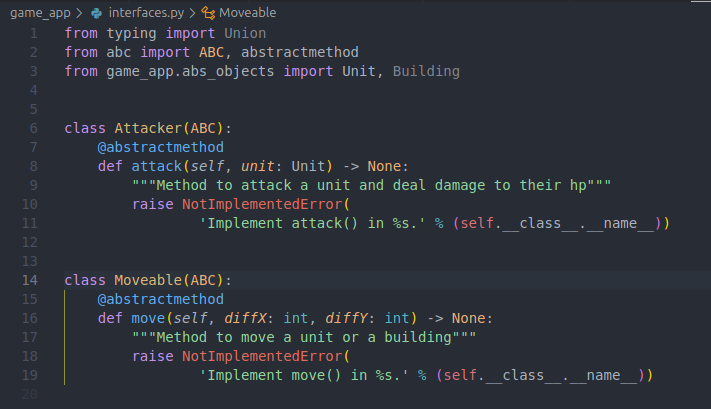 game_app > interfaces.py > Moveable
1 from typing import Union
2 from abc import ABC, abstractmethod
3 from game_app.abs_objects import Unit, Building
4
5
6 class Attacker(ABC):
7     @abstractmethod
8     def attack(self, unit: Unit) -> None:
9         """Method to attack a unit and deal damage to their hp"""
10         raise NotImplementedError(
11                 'Implement attack() in %s.' % (self.__class__.__name__))
12
13
14 class Moveable(ABC):
15     @abstractmethod
16     def move(self, diffX: int, diffY: int) -> None:
17         """Method to move a unit or a building"""
18         raise NotImplementedError(
19                 'Implement move() in %s.' % (self.__class__.__name__))
20